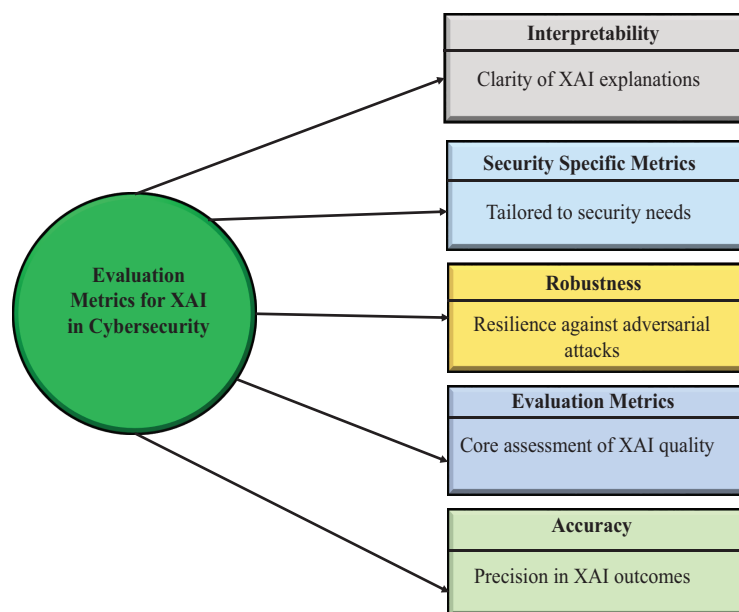 Evaluation
Metrics for XAI
in Cybersecurity
Interpretability
Clarity of XAI explanations
Security Specific Metrics
Tailored to security needs
Robustness
Resilience against adversarial
attacks
Evaluation Metrics
Core assessment of XAI quality
Accuracy
Precision in XAI outcomes